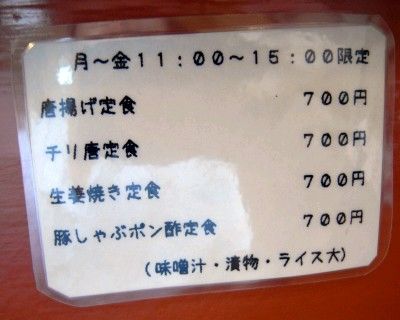 月～金１１：００～１５：００限定
唐揚げ定食 ７００円
チリ唐定食 ７００円
生姜焼き定食 ７００円
豚しゃぶポン酢定食 ７００円
（味噌汁・漬物・ライス大）